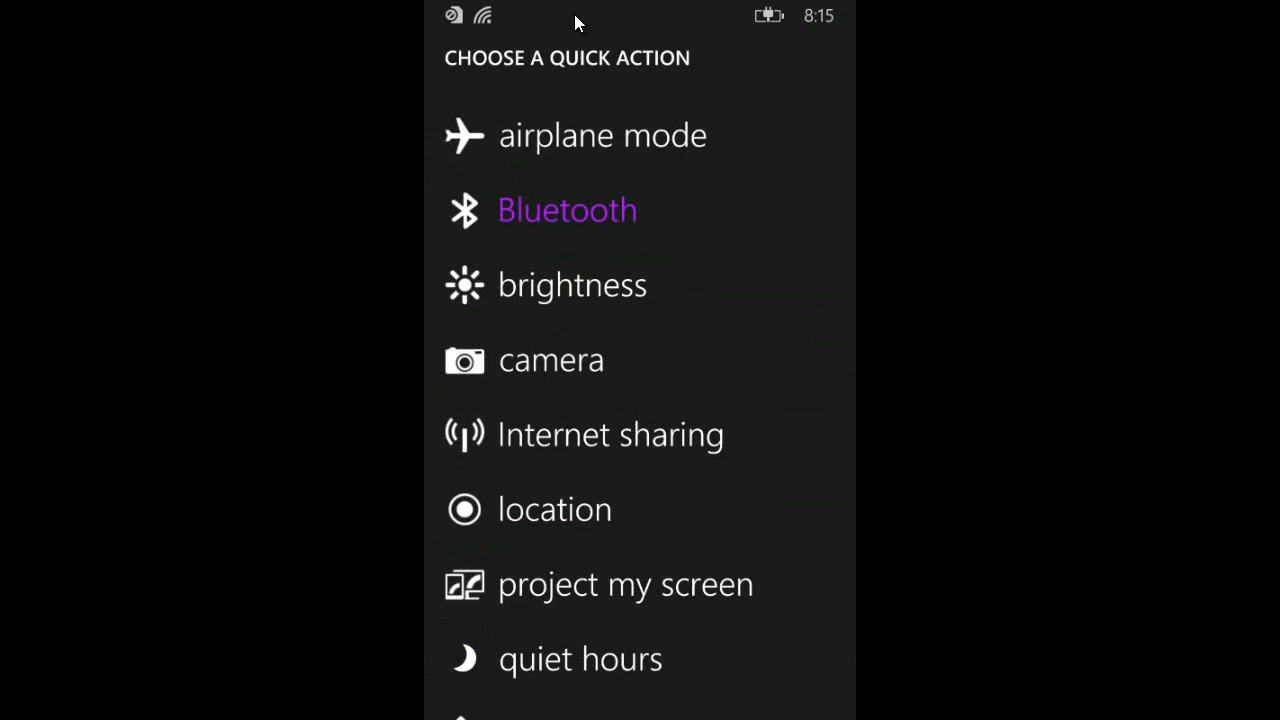 8:15
CHOOSE A QUICK ACTION
airplane mode
Bluetooth
brightness
camera
Internet sharing
location
project my screen
quiet hours